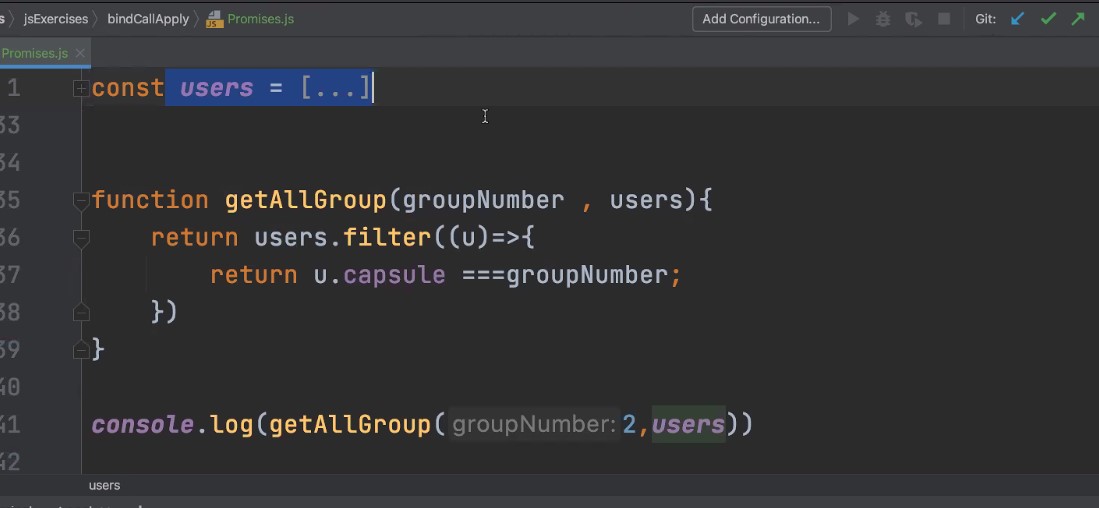 s > jsExercises > bindCallApply > Promises.js Add Configuration... Git:
Promises.js ×
1 const users = [...]
33
34
35 function getAllGroup(groupNumber , users){
36 return users.filter((u)=>{
37 return u.capsule ===groupNumber;
38 })
39 }
40
41 console.log(getAllGroup( groupNumber: 2,users))
42
users